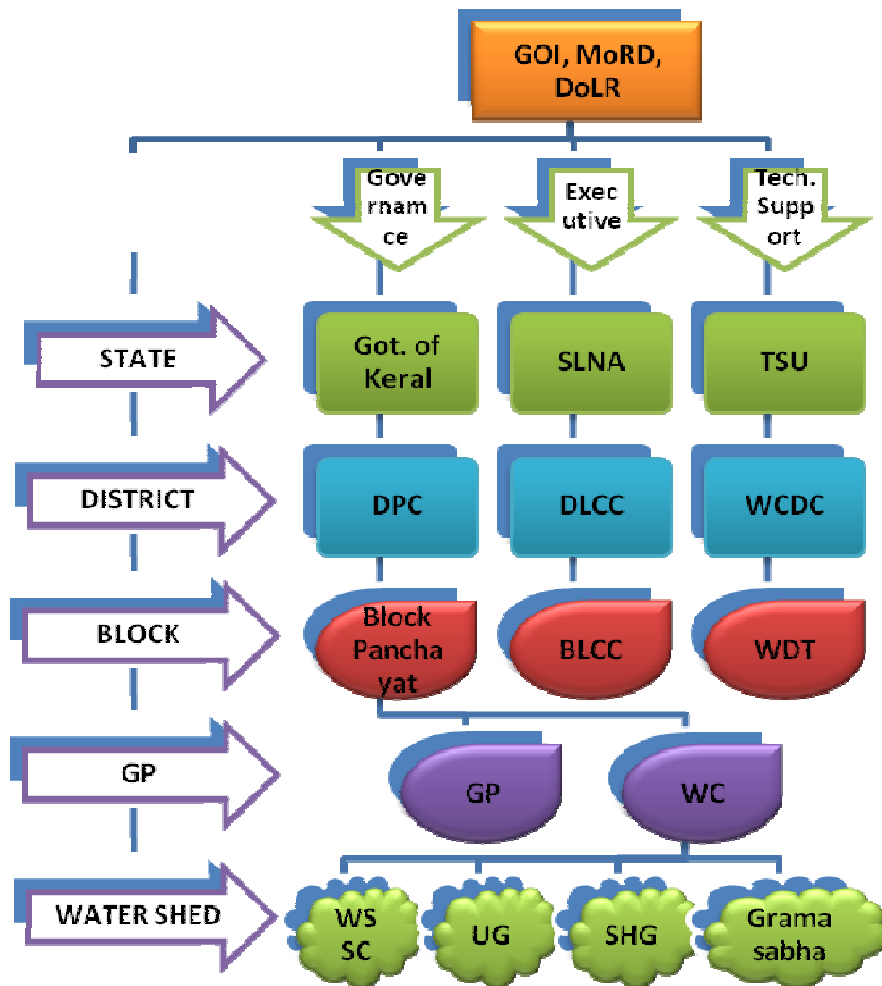 GOI, MoRD,
DoLR
Gove
rnam
ce
Exec
utive
Tech.
Supp
ort
STATE
Got. of
Keral
SLNA
TSU
DISTRICT
DPC
DLCC
WCDC
BLOCK
Block
Pancha
yat
BLCC
WDT
GP
GP
WC
WATER SHED
WS
SC
UG
SHG
Grama
sabha